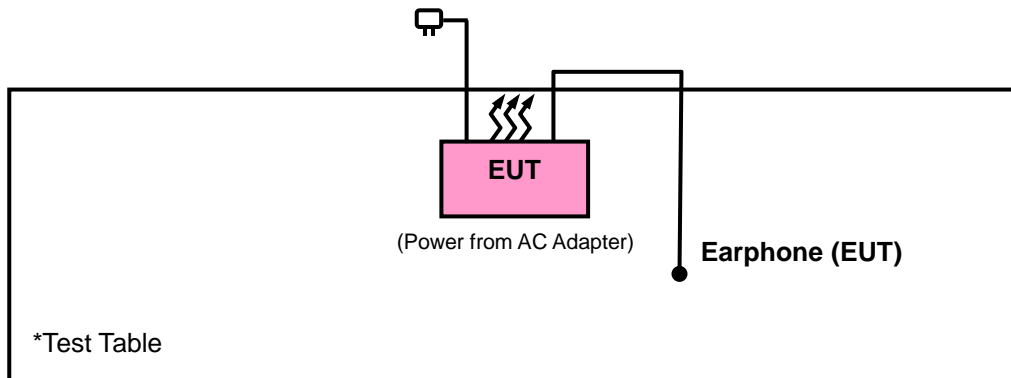 EUT
(Power from AC Adapter)
Earphone (EUT)
*Test Table